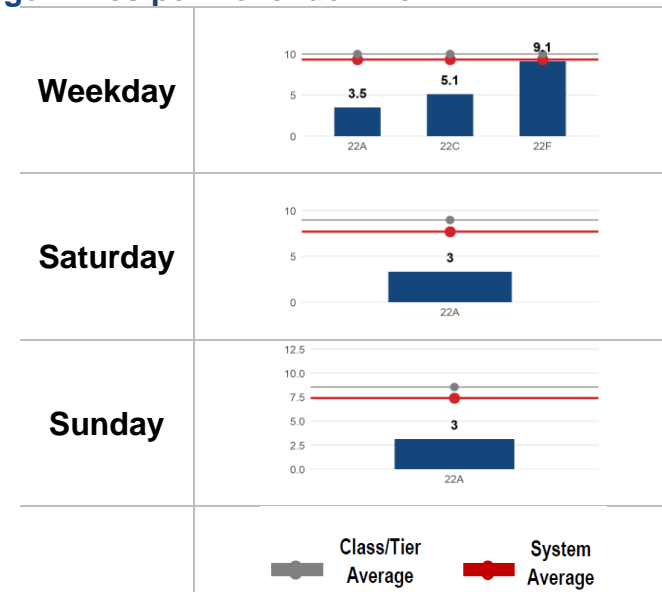 Weekday
10
5
0
3.5
5.1
9.1
22A
22C
22F
Saturday
10
5
0
3
22A
Sunday
12.5
10.0
7.5
5.0
2.5
0.0
3
22A
Class/Tier
Average
System
Average